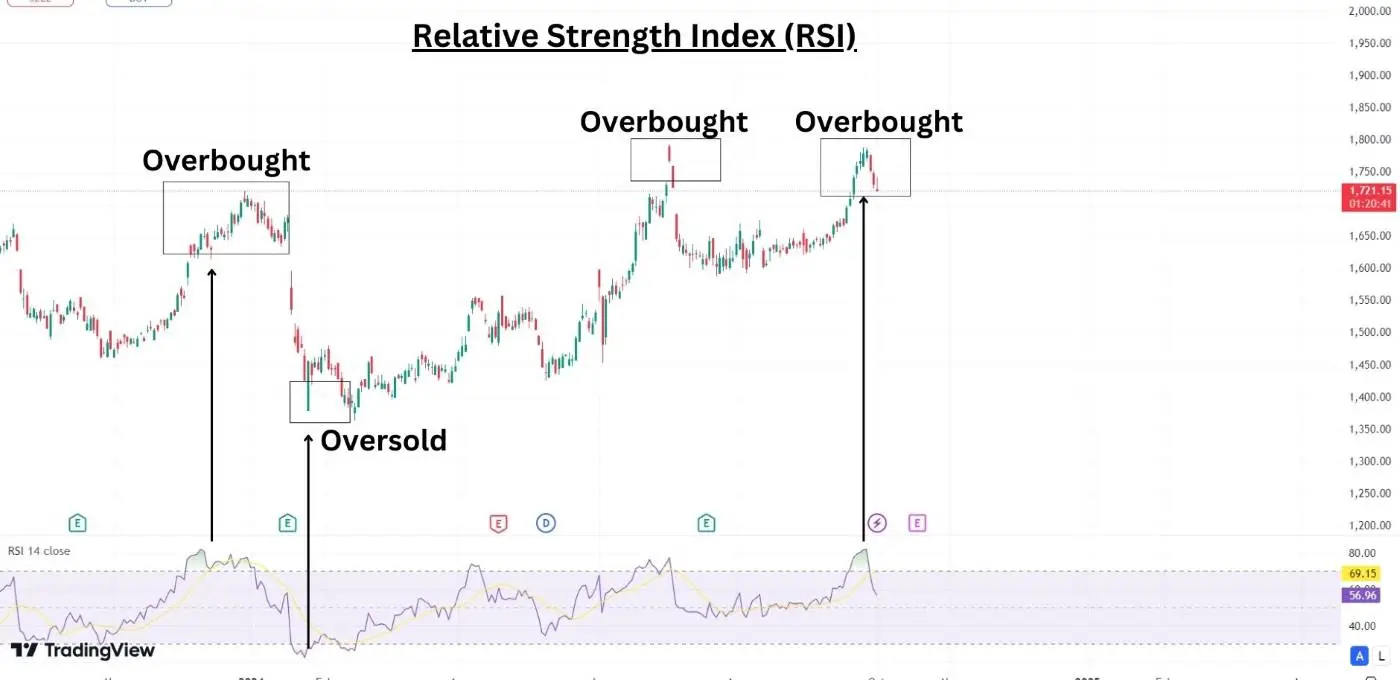 Relative Strength Index (RSI)
2,000.00
1,950.00
1,900.00
1,850.00
Overbought
Overbought
1,800.00
Overbought
1,750.00
1,721.15
01:20:41
1,650.00
1,600.00
1,550.00
1,500.00
1,450.00
1,400.00
1,350.00
Oversold
1,300.00
1,250.00
1,200.00
E
E
E
D
E
E
RSI 14 close
80.00
69.15
56.96
40.00
TradingView
A
L